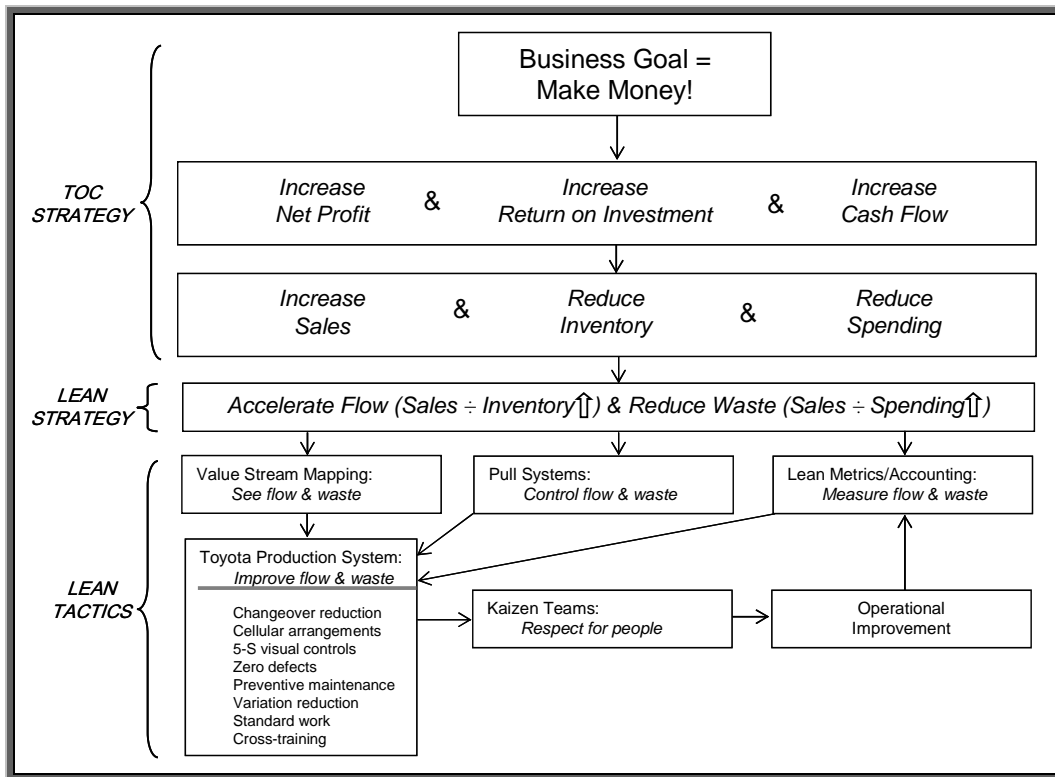 Business Goal =
Make Money!
TOC
STRATEGY
Increase
Net Profit
&
Increase
Return on Investment
&
Increase
Cash Flow
Increase
Sales
&
Reduce
Inventory
&
Reduce
Spending
LEAN
STRATEGY
Accelerate Flow (Sales ÷ Inventory⇧) & Reduce Waste (Sales ÷ Spending⇧)
LEAN
TACTICS
Value Stream Mapping:
See flow & waste
Pull Systems:
Control flow & waste
Lean Metrics/Accounting:
Measure flow & waste
Toyota Production System:
Improve flow & waste
Changeover reduction
Cellular arrangements
5-S visual controls
Zero defects
Preventive maintenance
Variation reduction
Standard work
Cross-training
Kaizen Teams:
Respect for people
Operational
Improvement